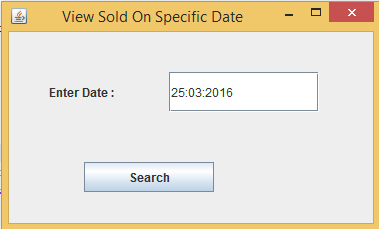 View Sold On Specific Date
Enter Date : 25:03:2016
Search